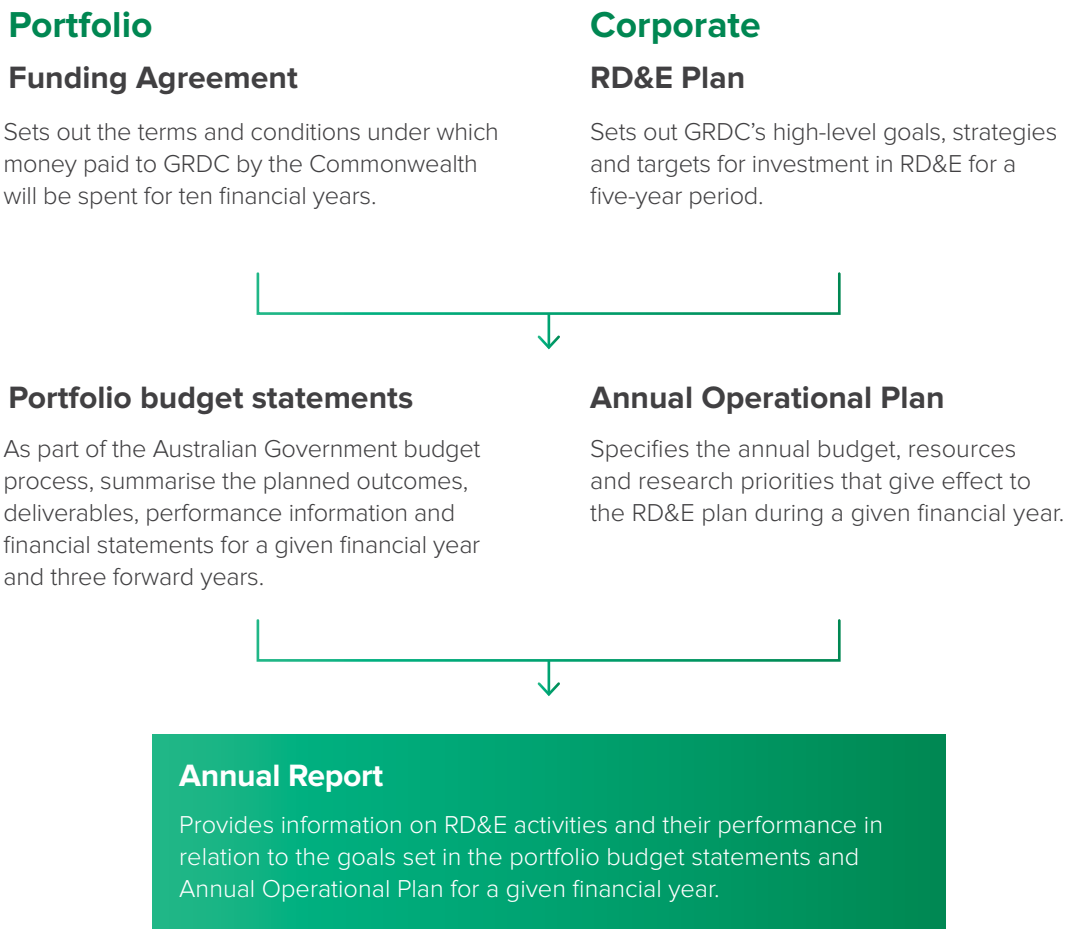 Portfolio
Funding Agreement
Sets out the terms and conditions under which
money paid to GRDC by the Commonwealth
will be spent for ten financial years.
Corporate
RD&E Plan
Sets out GRDC's high-level goals, strategies
and targets for investment in RD&E for a
five-year period.
Portfolio budget statements
As part of the Australian Government budget
process, summarise the planned outcomes,
deliverables, performance information and
financial statements for a given financial year
and three forward years.
Annual Operational Plan
Specifies the annual budget, resources
and research priorities that give effect to
the RD&E plan during a given financial year.
Annual Report
Provides information on RD&E activities and their performance in
relation to the goals set in the portfolio budget statements and
Annual Operational Plan for a given financial year.